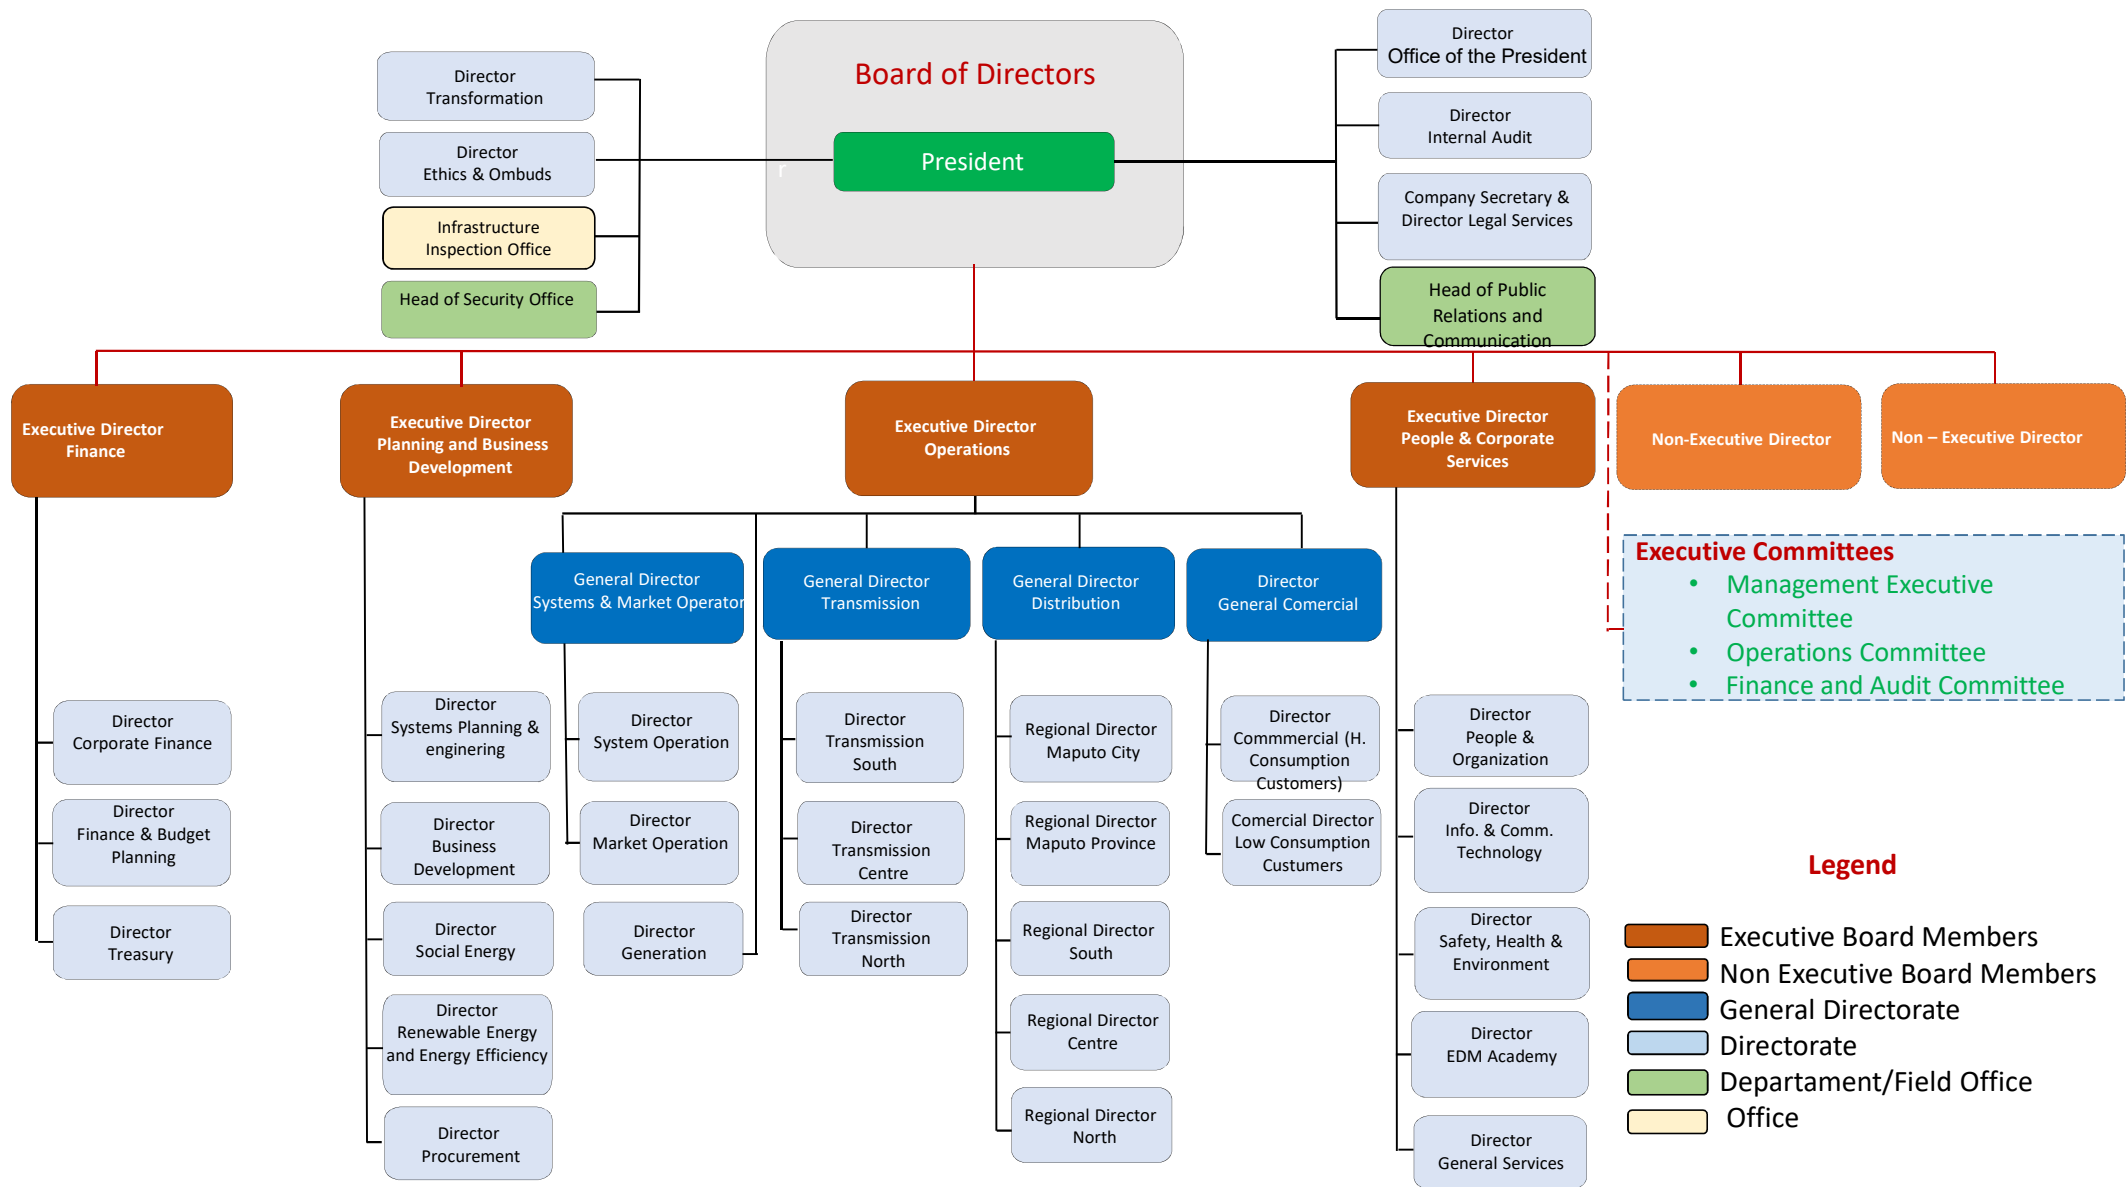 Board of Directors
r
President
Director
Transformation
Director
Ethics & Ombuds
Infrastructure
Inspection Office
Head of Security Office
Director
Office of the President
Director
Internal Audit
Company Secretary &
Director Legal Services
Head of Public
Relations and
Communication
Executive Director
Finance
Executive Director
Planning and Business
Development
Executive Director
Operations
Executive Director
People & Corporate
Services
Non-Executive Director
Non – Executive Director
General Director
Systems & Market Operator
General Director
Transmission
General Director
Distribution
Director
General Comercial
Executive Committees
• Management Executive
Committee
• Operations Committee
• Finance and Audit Committee
Director
Corporate Finance
Director
Finance & Budget
Planning
Director
Treasury
Director
Systems Planning &
enginering
Director
Business
Development
Director
Social Energy
Director
Renewable Energy
and Energy Efficiency
Director
Procurement
Director
System Operation
Director
Market Operation
Director
Generation
Director
Transmission
South
Director
Transmission
Centre
Director
Transmission
North
Regional Director
Maputo City
Regional Director
Maputo Province
Regional Director
South
Regional Director
Centre
Regional Director
North
Director
Commmercial (H.
Consumption
Customers)
Comercial Director
Low Consumption
Custumers
Director
People &
Organization
Director
Info. & Comm.
Technology
Director
Safety, Health &
Environment
Director
EDM Academy
Director
General Services
Legend
Executive Board Members
Non Executive Board Members
General Directorate
Directorate
Departament/Field Office
Office